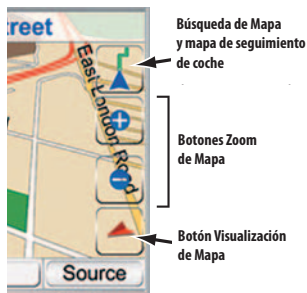 reet
East London Road
Source
Búsqueda de Mapa
y mapa de seguimiento
de coche
Botones Zoom
de Mapa
Botón Visualización
de Mapa